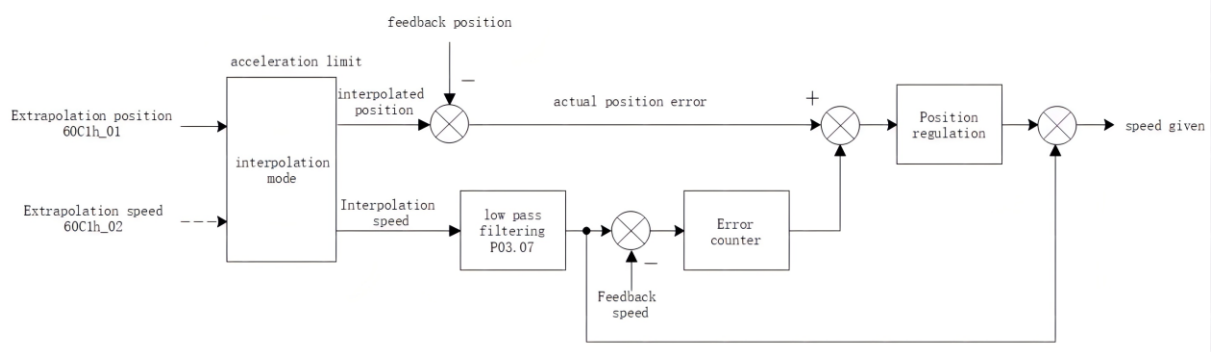 feedback position
acceleration limit
Extrapolation position
60C1h_01
interpolated
position
actual position error
+
Position
regulation
speed given
interpolation
mode
Extrapolation speed
60C1h_02
Interpolation
speed
low pass
filtering
P03.07
Error
counter
Feedback
speed